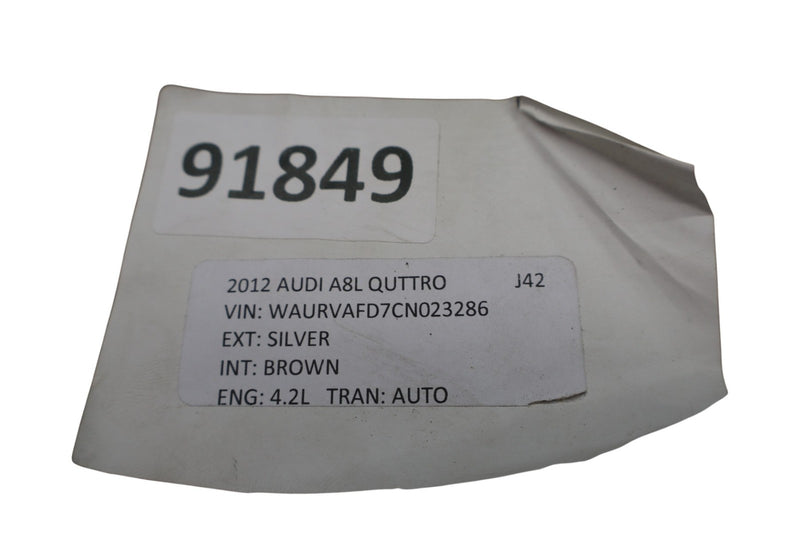 91849
2012 AUDI A8L QUTTRO J42
VIN: WAURVAFD7CN023286
EXT: SILVER
INT: BROWN
ENG: 4.2L TRAN: AUTO